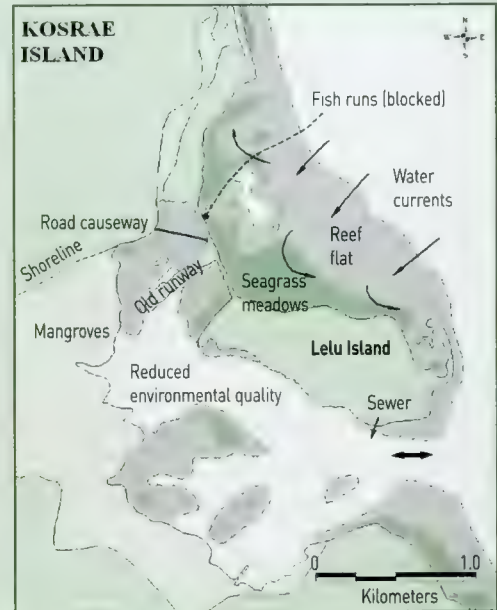 KOSRAE
ISLAND
N
W E
S
Fish runs (blocked)
Water
currents
Road causeway
Reef
flat
Shoreline
Old runway
Seagrass
meadows
Mangroves
Lelu Island
Reduced
environmental quality
Sewer
0 1.0
Kilometers